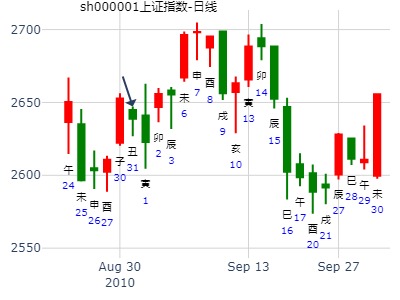 sh000001上证指数-日线
2700
2650
2600
2550
午
24
未
25
申
26
酉
27
子
30
丑
31
寅
1
卯
2
辰
3
未
6
申
7
酉
8
戌
9
亥
10
寅
13
卯
14
辰
15
巳
16
午
17
酉
20
戌
21
辰
27
巳
28
午
29
未
30
Aug 30
2010
Sep 13
Sep 27